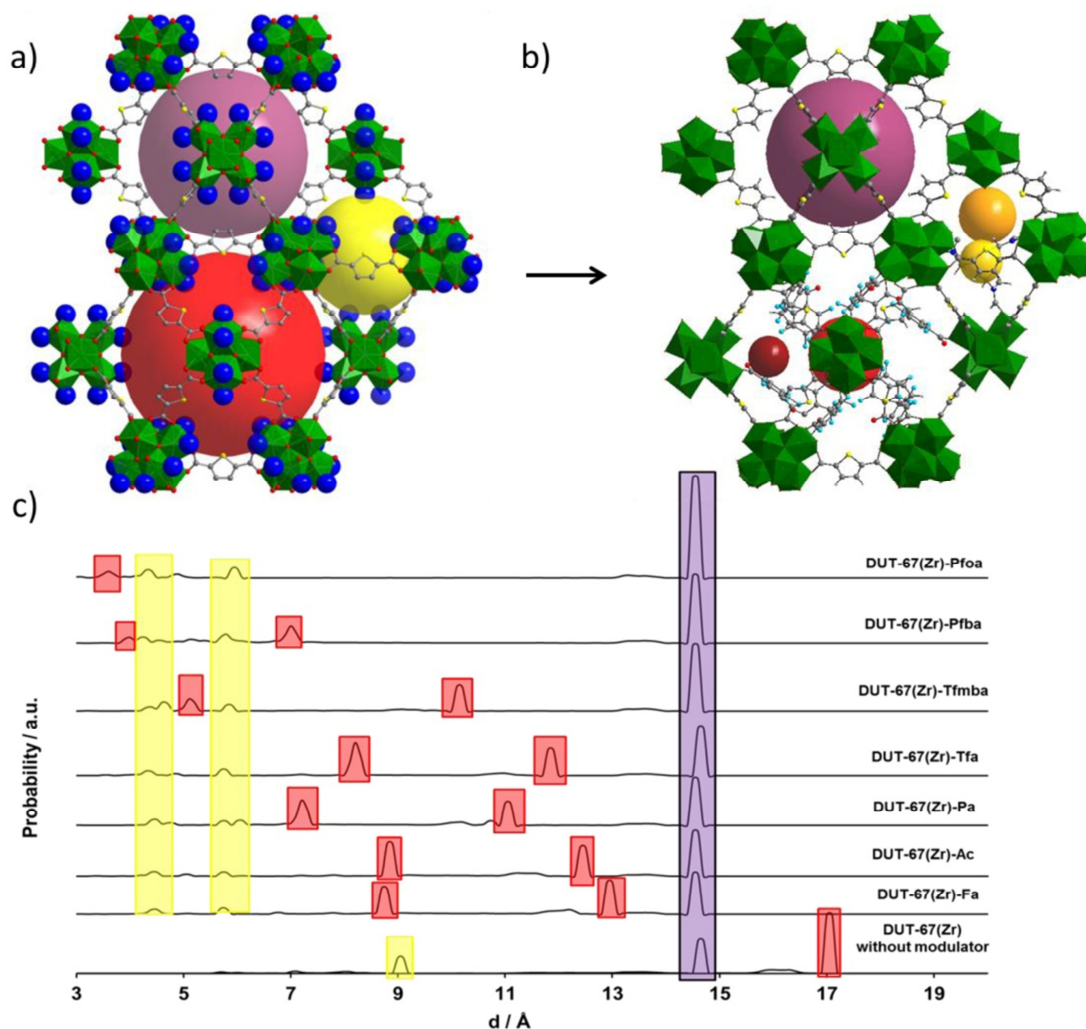 a)
b)
c)
DUT-67(Zr)-Pfoa
DUT-67(Zr)-Pfba
DUT-67(Zr)-Tfmba
DUT-67(Zr)-Tfa
DUT-67(Zr)-Pa
DUT-67(Zr)-Ac
DUT-67(Zr)-Fa
DUT-67(Zr)
without modulator
Probability / a.u.
3 5 7 9 11 13 15 17 19
d / Å